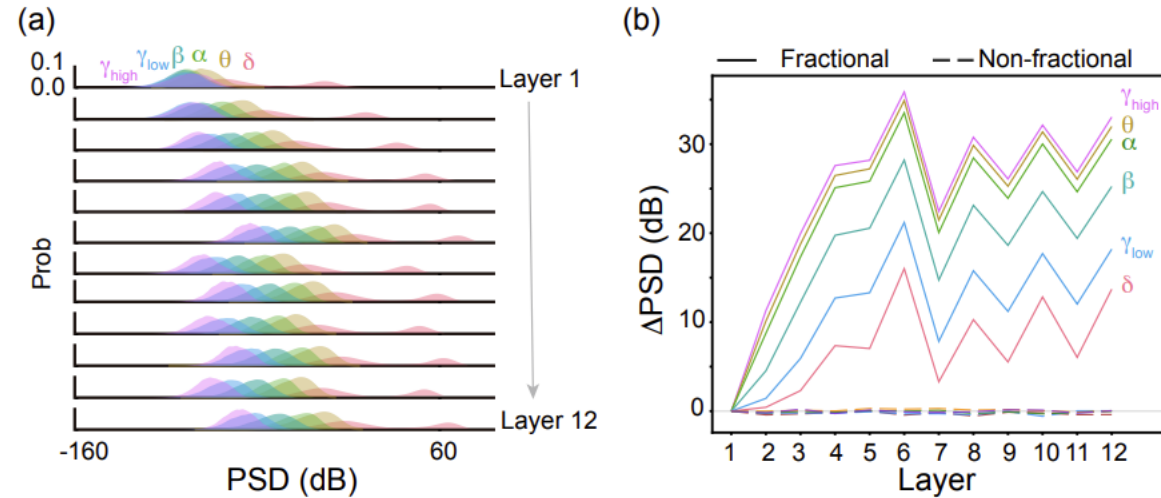 (a)
γhigh γlow β α θ δ
0.1
0.0
Layer 1
Prob
Layer 12
-160 60
PSD (dB)
(b)
Fractional Non-fractional
ΔPSD (dB)
30
20
10
0
γhigh
θ
α
β
γlow
δ
1 2 3 4 5 6 7 8 9 10 11 12
Layer